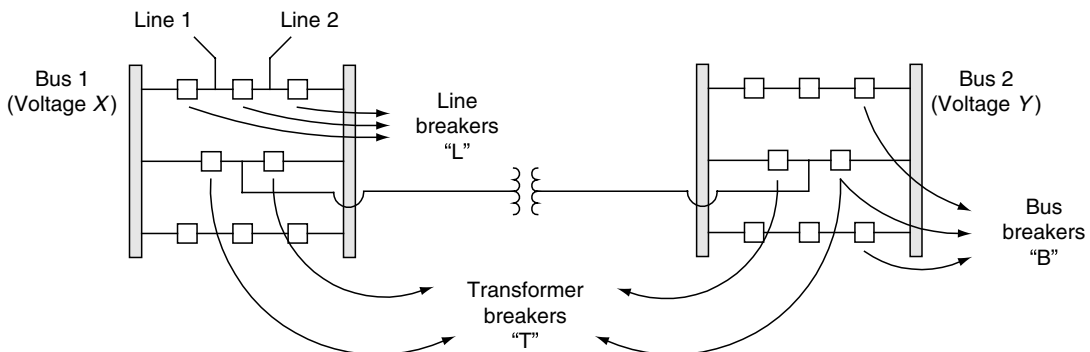 Line 1
Line 2
Bus 1
(Voltage X)
Line
breakers
“L”
Bus 2
(Voltage Y)
Bus
breakers
“B”
Transformer
breakers
“T”